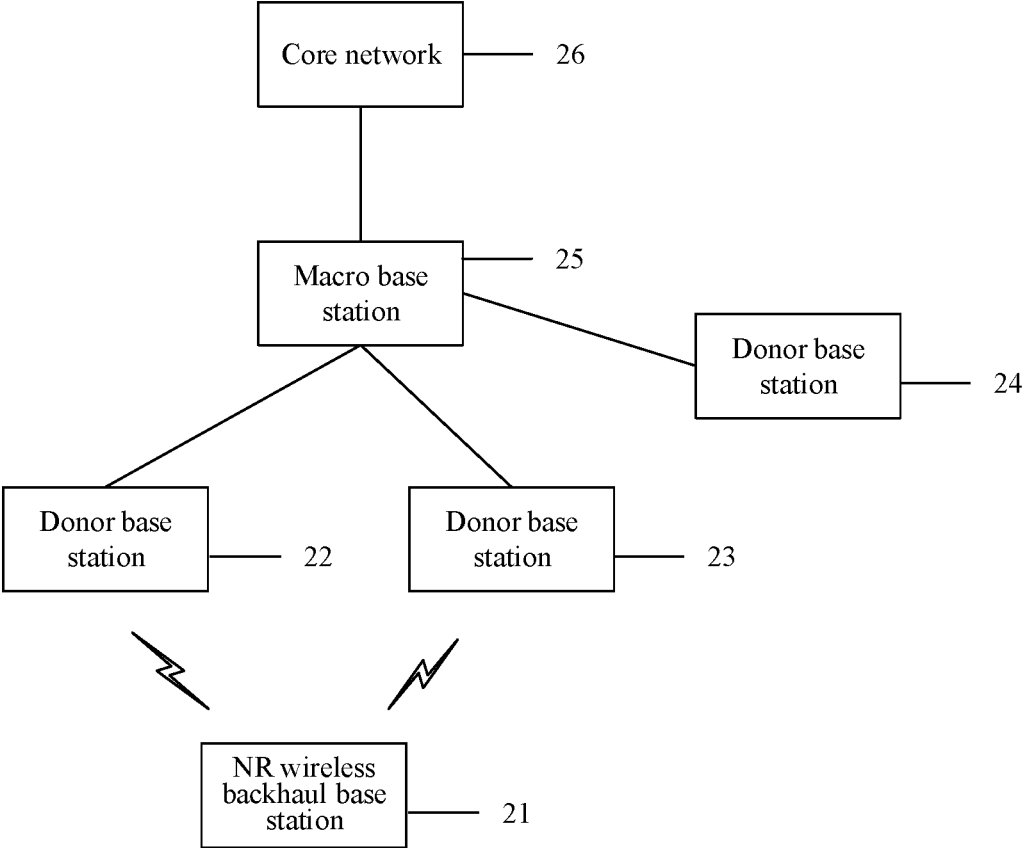 Core network
26
Macro base
station
25
Donor base
station
24
Donor base
station
22
Donor base
station
23
NR wireless
backhaul base
station
21